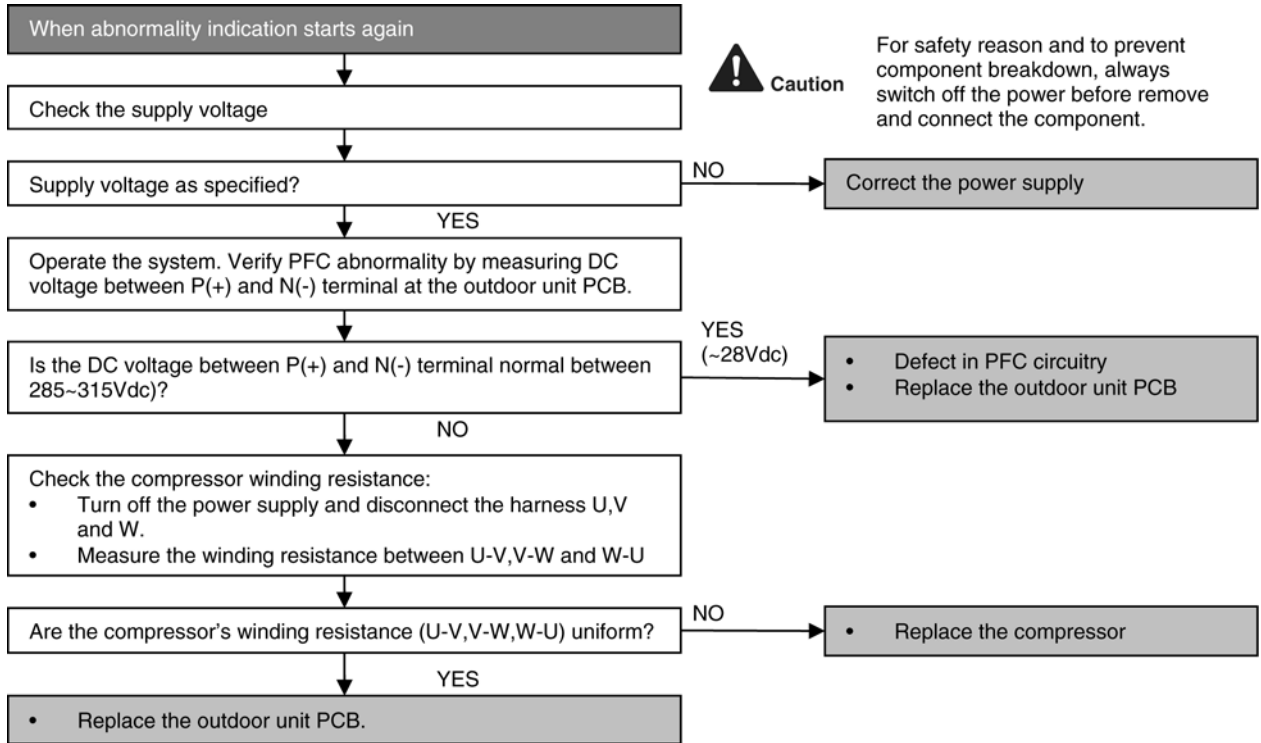 When abnormality indication starts again
Caution
For safety reason and to prevent
component breakdown, always
switch off the power before remove
and connect the component.
Check the supply voltage
Supply voltage as specified?
NO
Correct the power supply
YES
Operate the system. Verify PFC abnormality by measuring DC
voltage between P(+) and N(-) terminal at the outdoor unit PCB.
Is the DC voltage between P(+) and N(-) terminal normal between
285~315Vdc)?
YES
(~28Vdc)
• Defect in PFC circuitry
• Replace the outdoor unit PCB
NO
Check the compressor winding resistance:
• Turn off the power supply and disconnect the harness U,V
and W.
• Measure the winding resistance between U-V,V-W and W-U
Are the compressor's winding resistance (U-V,V-W,W-U) uniform?
NO
• Replace the compressor
YES
• Replace the outdoor unit PCB.